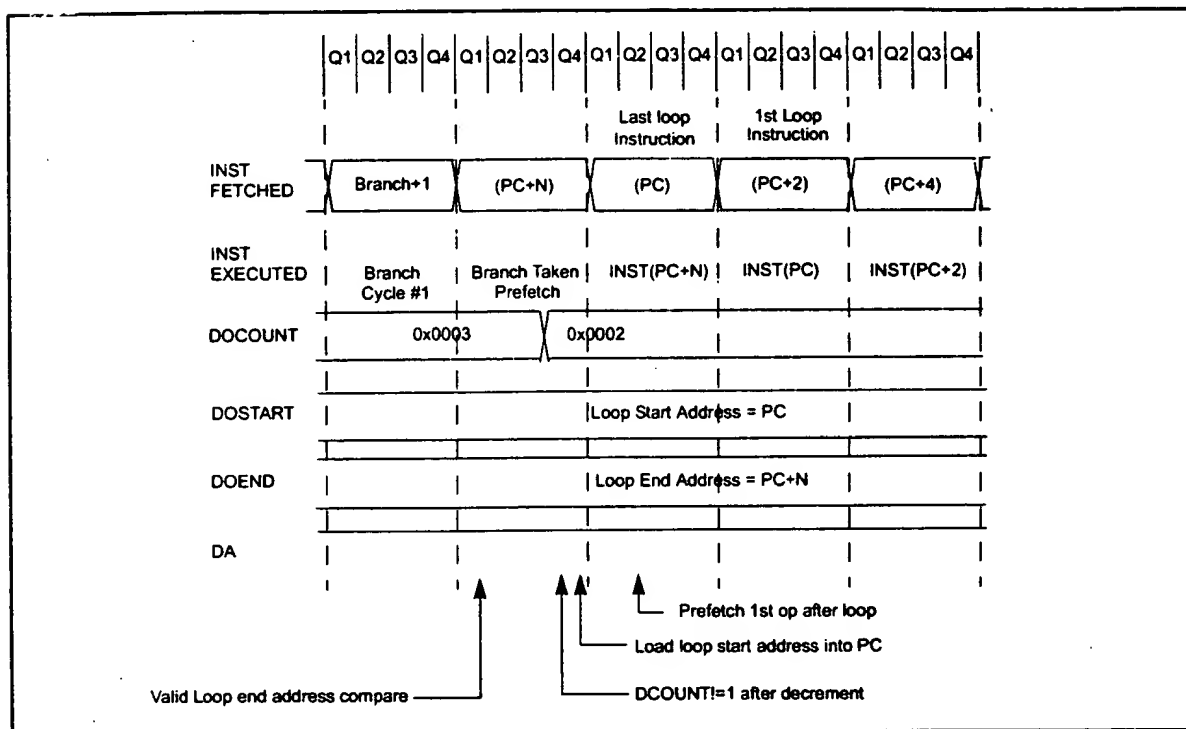 Q1 Q2 Q3 Q4 Q1 Q2 Q3 Q4 Q1 Q2 Q3 Q4 Q1 Q2 Q3 Q4 Q1 Q2 Q3 Q4
Last loop Instruction
1st Loop Instruction
INST FETCHED
Branch+1 (PC+N) (PC) (PC+2) (PC+4)
INST EXECUTED
Branch Cycle #1
Branch Taken Prefetch
INST(PC+N) INST(PC) INST(PC+2)
DOCOUNT 0x0003 0x0002
DOSTART Loop Start Address = PC
DOEND Loop End Address = PC+N
DA
Prefetch 1st op after loop
Load loop start address into PC
Valid Loop end address compare DCOUNT!=1 after decrement